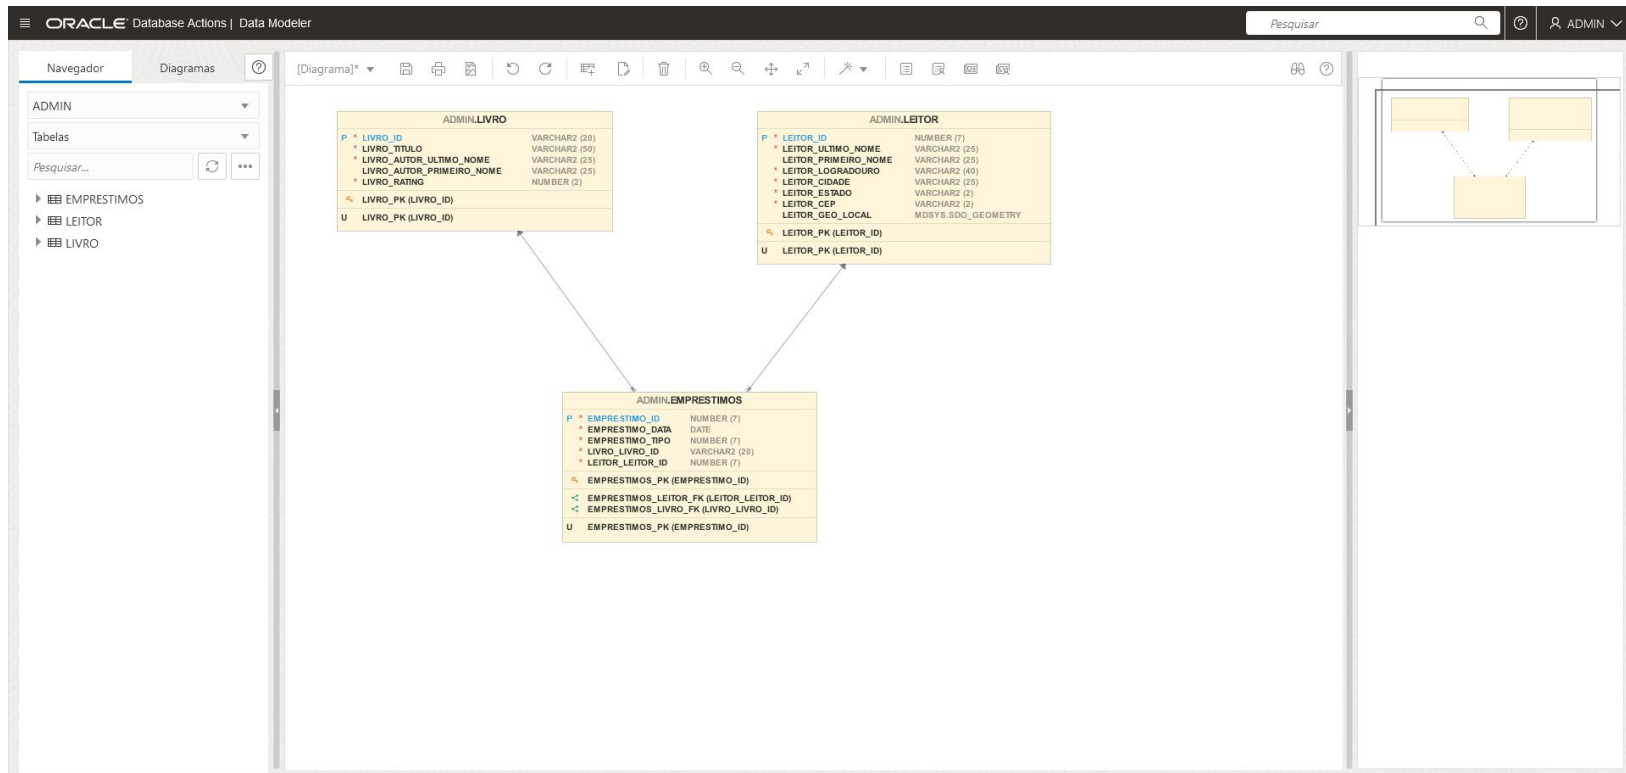 ORACLE Database Actions | Data Modeler
Pesquisar
ADMIN
Navegador
Diagramas
ADMIN
Tabelas
Pesquisar...
EMPRESTIMOS
LEITOR
LIVRO
[Diagrama]*
ADMIN.LIVRO
P * LIVRO_ID VARCHAR2 (20)
* LIVRO_TITULO VARCHAR2 (50)
* LIVRO_AUTOR_ULTIMO_NOME VARCHAR2 (25)
LIVRO_AUTOR_PRIMEIRO_NOME VARCHAR2 (25)
* LIVRO_RATING NUMBER (2)
LIVRO_PK (LIVRO_ID)
U LIVRO_PK (LIVRO_ID)
ADMIN.LEITOR
P * LEITOR_ID NUMBER (7)
* LEITOR_ULTIMO_NOME VARCHAR2 (25)
LEITOR_PRIMEIRO_NOME VARCHAR2 (25)
* LEITOR_LOGRADOURO VARCHAR2 (40)
* LEITOR_CIDADE VARCHAR2 (25)
* LEITOR_ESTADO VARCHAR2 (2)
* LEITOR_CEP VARCHAR2 (2)
LEITOR_GEO_LOCAL MDSYS.SDO_GEOMETRY
LEITOR_PK (LEITOR_ID)
U LEITOR_PK (LEITOR_ID)
ADMIN.EMPRESTIMOS
P * EMPRESTIMO_ID NUMBER (7)
* EMPRESTIMO_DATA DATE
* EMPRESTIMO_TIPO NUMBER (7)
* LIVRO_LIVRO_ID VARCHAR2 (20)
* LEITOR_LEITOR_ID NUMBER (7)
EMPRESTIMOS_PK (EMPRESTIMO_ID)
EMPRESTIMOS_LEITOR_FK (LEITOR_LEITOR_ID)
EMPRESTIMOS_LIVRO_FK (LIVRO_LIVRO_ID)
U EMPRESTIMOS_PK (EMPRESTIMO_ID)